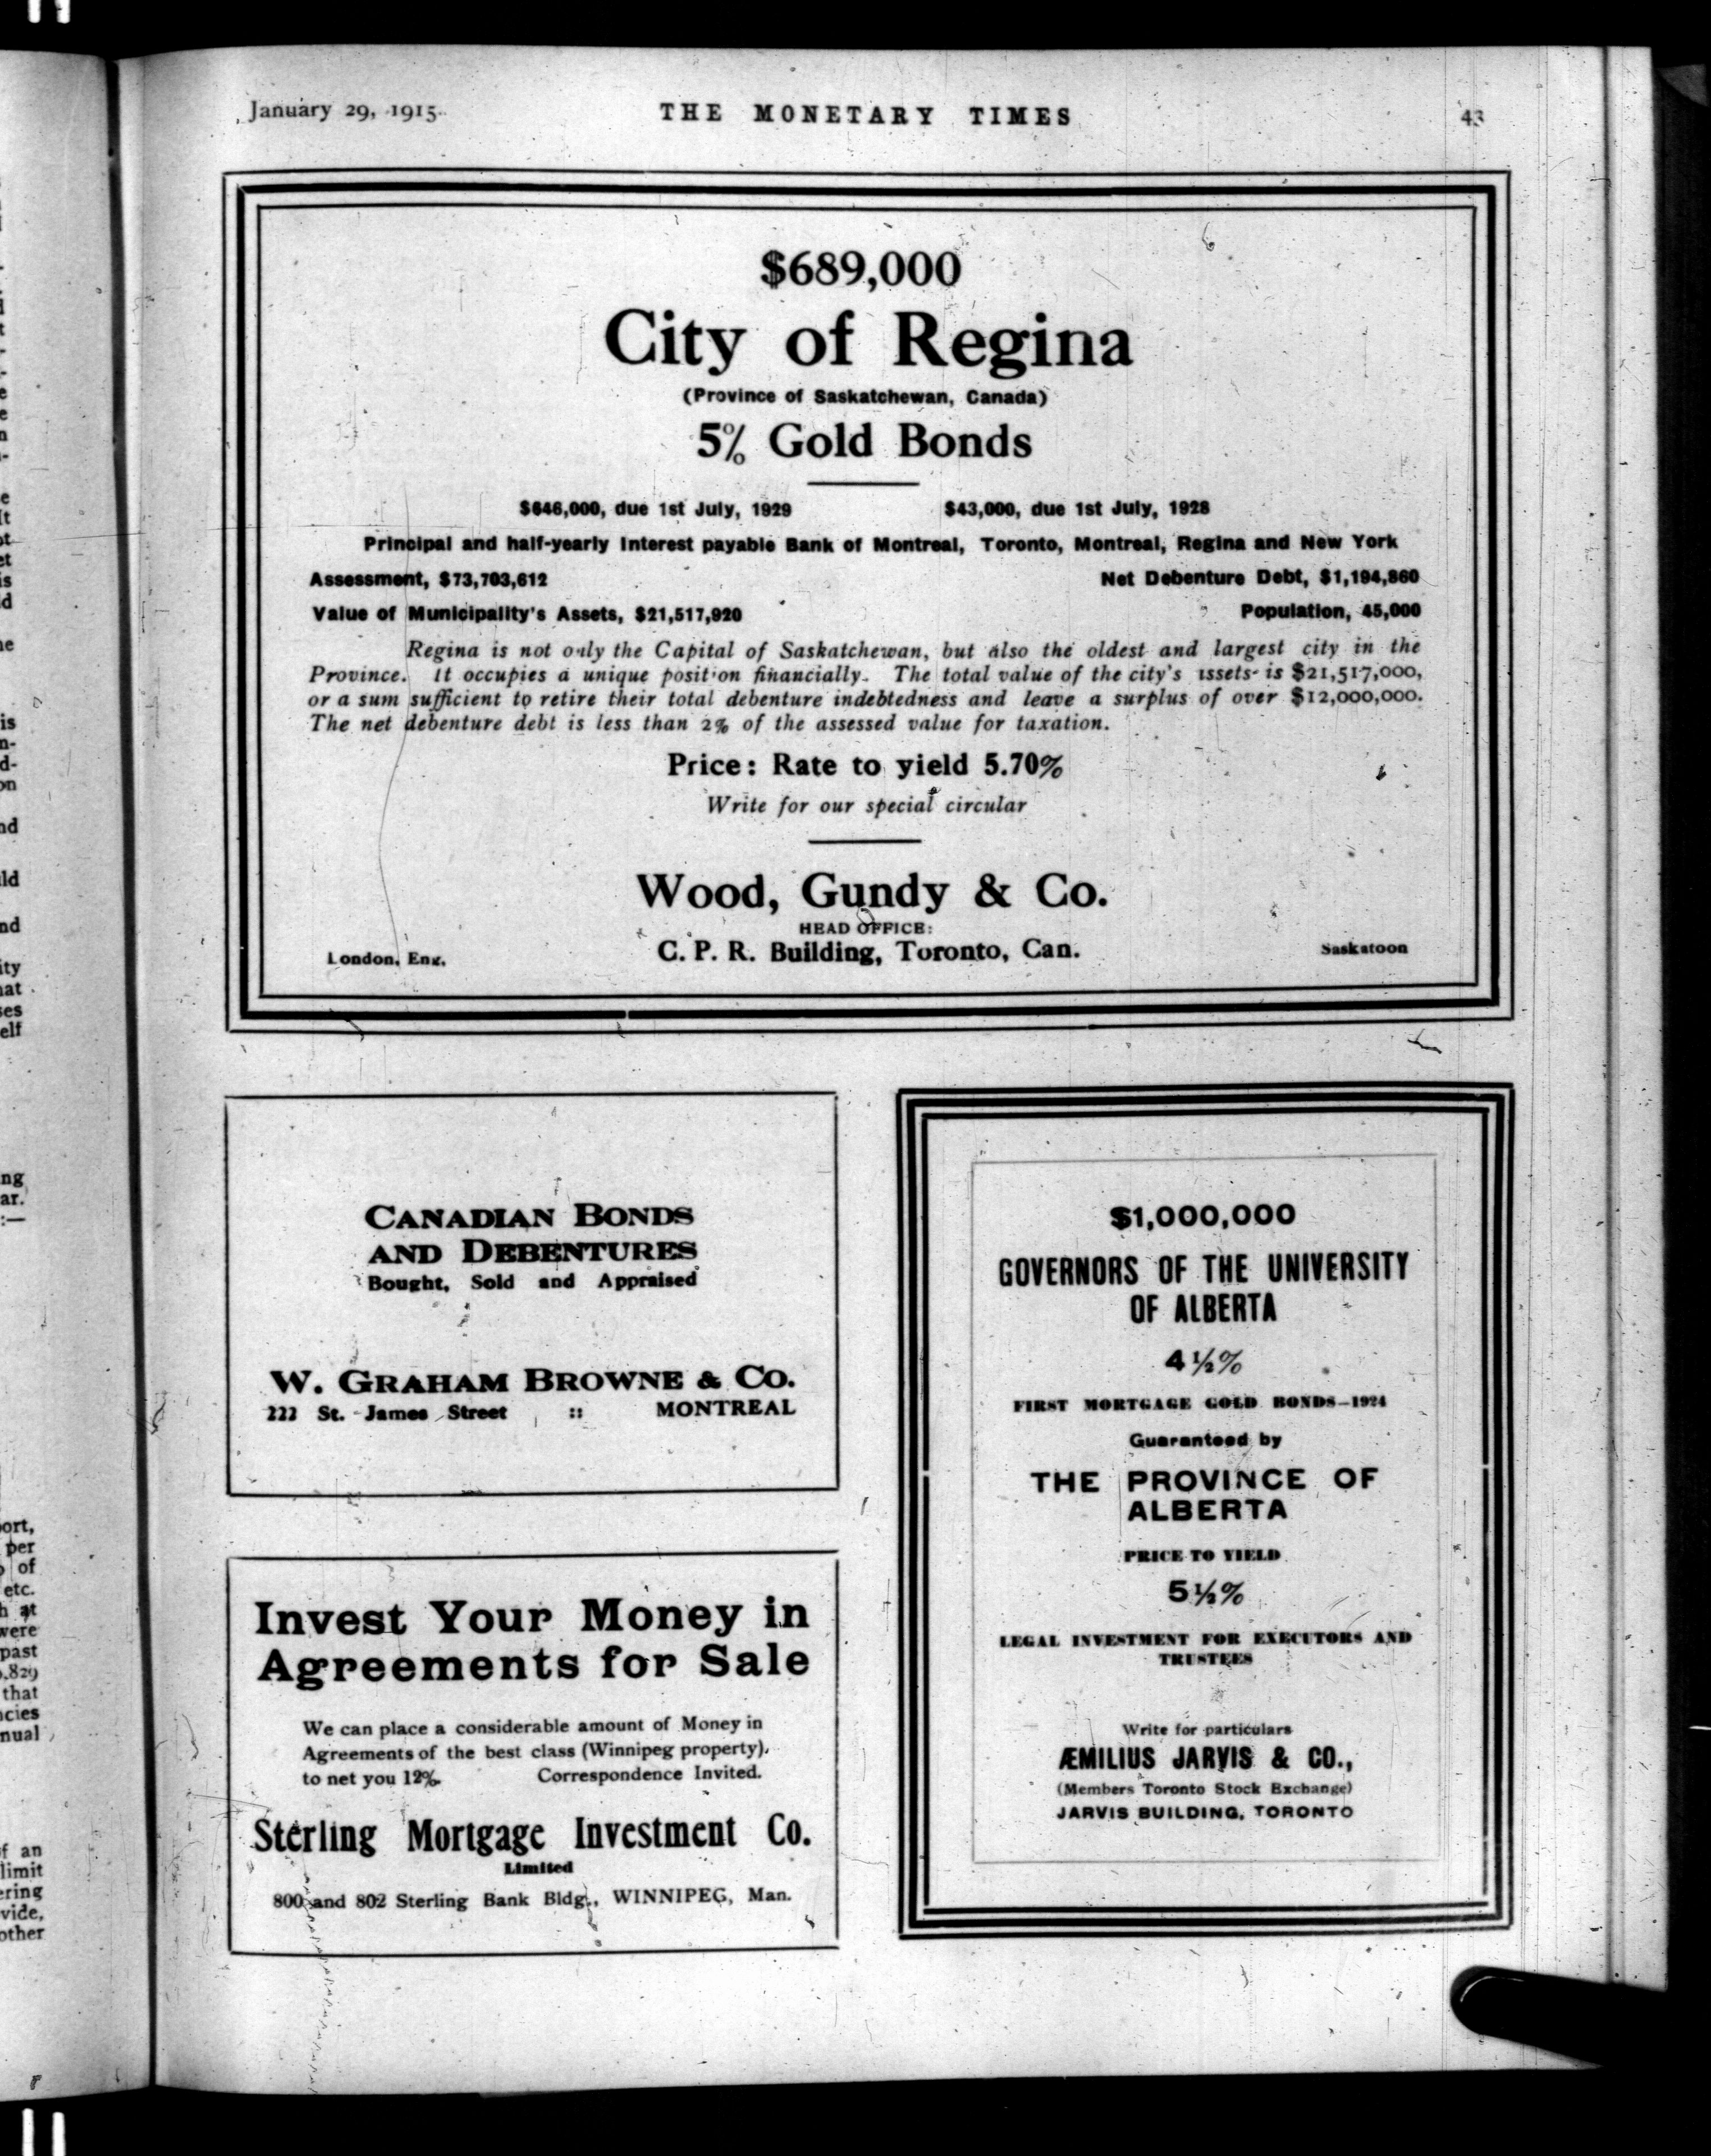 January 29, 1915.
THE MONETARY TIMES
43
$689,000
City of Regina
(Province of Saskatchewan, Canada)
5% Gold Bonds
$646,000, due 1st July, 1929
$43,000, due 1st July, 1928
Principal and half-yearly Interest payable Bank of Montreal, Toronto, Montreal, Regina and New York
Assessment, $73,703,612
Net Debenture Debt, $1,194,860
Value of Municipality's Assets, $21,517,920
Population, 45,000
Regina is not only the Capital of Saskatchewan, but also the oldest and largest city in the
Province. It occupies a unique position financially. The total value of the city's assets is $21,517,000,
or a sum sufficient to retire their total debenture indebtedness and leave a surplus of over $12,000,000.
The net debenture debt is less than 2% of the assessed value for taxation.
Price: Rate to yield 5.70%
Write for our special circular
Wood, Gundy & Co.
HEAD OFFICE:
London, Eng.
C. P. R. Building, Toronto, Can.
Saskatoon
CANADIAN BONDS
AND DEBENTURES
Bought, Sold and Appraised
W. GRAHAM BROWNE & CO.
222 St. James Street :: MONTREAL
Invest Your Money in
Agreements for Sale
We can place a considerable amount of Money in
Agreements of the best class (Winnipeg property),
to net you 12%. Correspondence Invited.
Sterling Mortgage Investment Co.
Limited
800 and 802 Sterling Bank Bldg., WINNIPEG, Man.
$1,000,000
GOVERNORS OF THE UNIVERSITY
OF ALBERTA
4½%
FIRST MORTGAGE GOLD BONDS—1924
Guaranteed by
THE PROVINCE OF
ALBERTA
PRICE TO YIELD
5½%
LEGAL INVESTMENT FOR EXECUTORS AND
TRUSTEES
Write for particulars
ÆMILIUS JARVIS & CO.,
(Members Toronto Stock Exchange)
JARVIS BUILDING, TORONTO